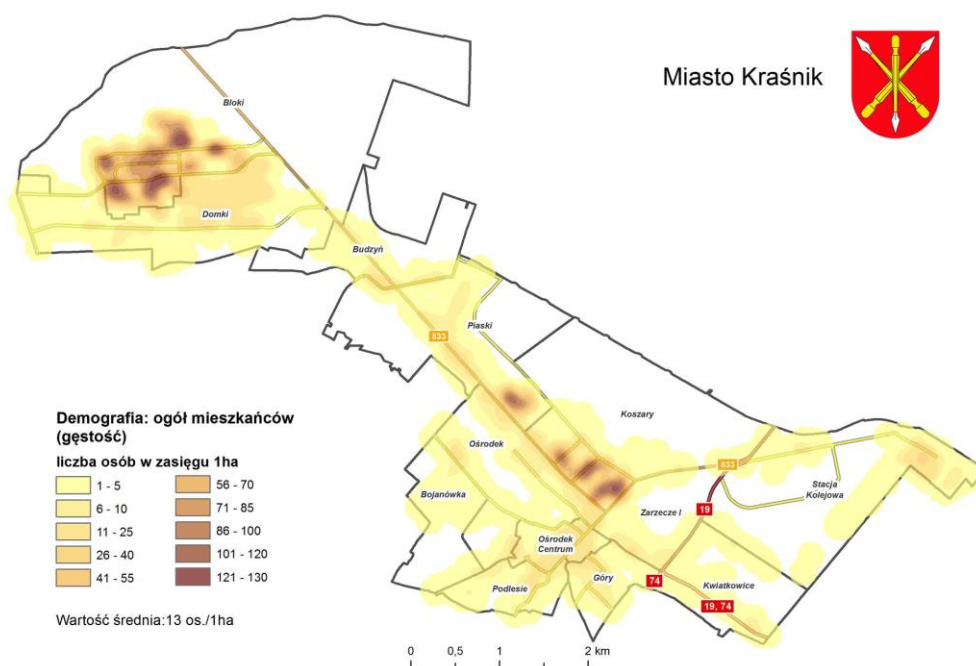 Miasto Kraśnik
Bloki
Domki
Budzyń
833
Piaski
Koszary
Ośrodek
Bojanówka
833
Stacja
Kolejowa
19
Zarzecze I
Ośrodek
Centrum
74
Góry
Kwiatkowice
Podlesie
19, 74
Demografia: ogół mieszkańców
(gęstość)
liczba osób w zasięgu 1ha
1 - 5
6 - 10
11 - 25
26 - 40
41 - 55
56 - 70
71 - 85
86 - 100
101 - 120
121 - 130
Wartość średnia:13 os./1ha
0 0,5 1 2 km